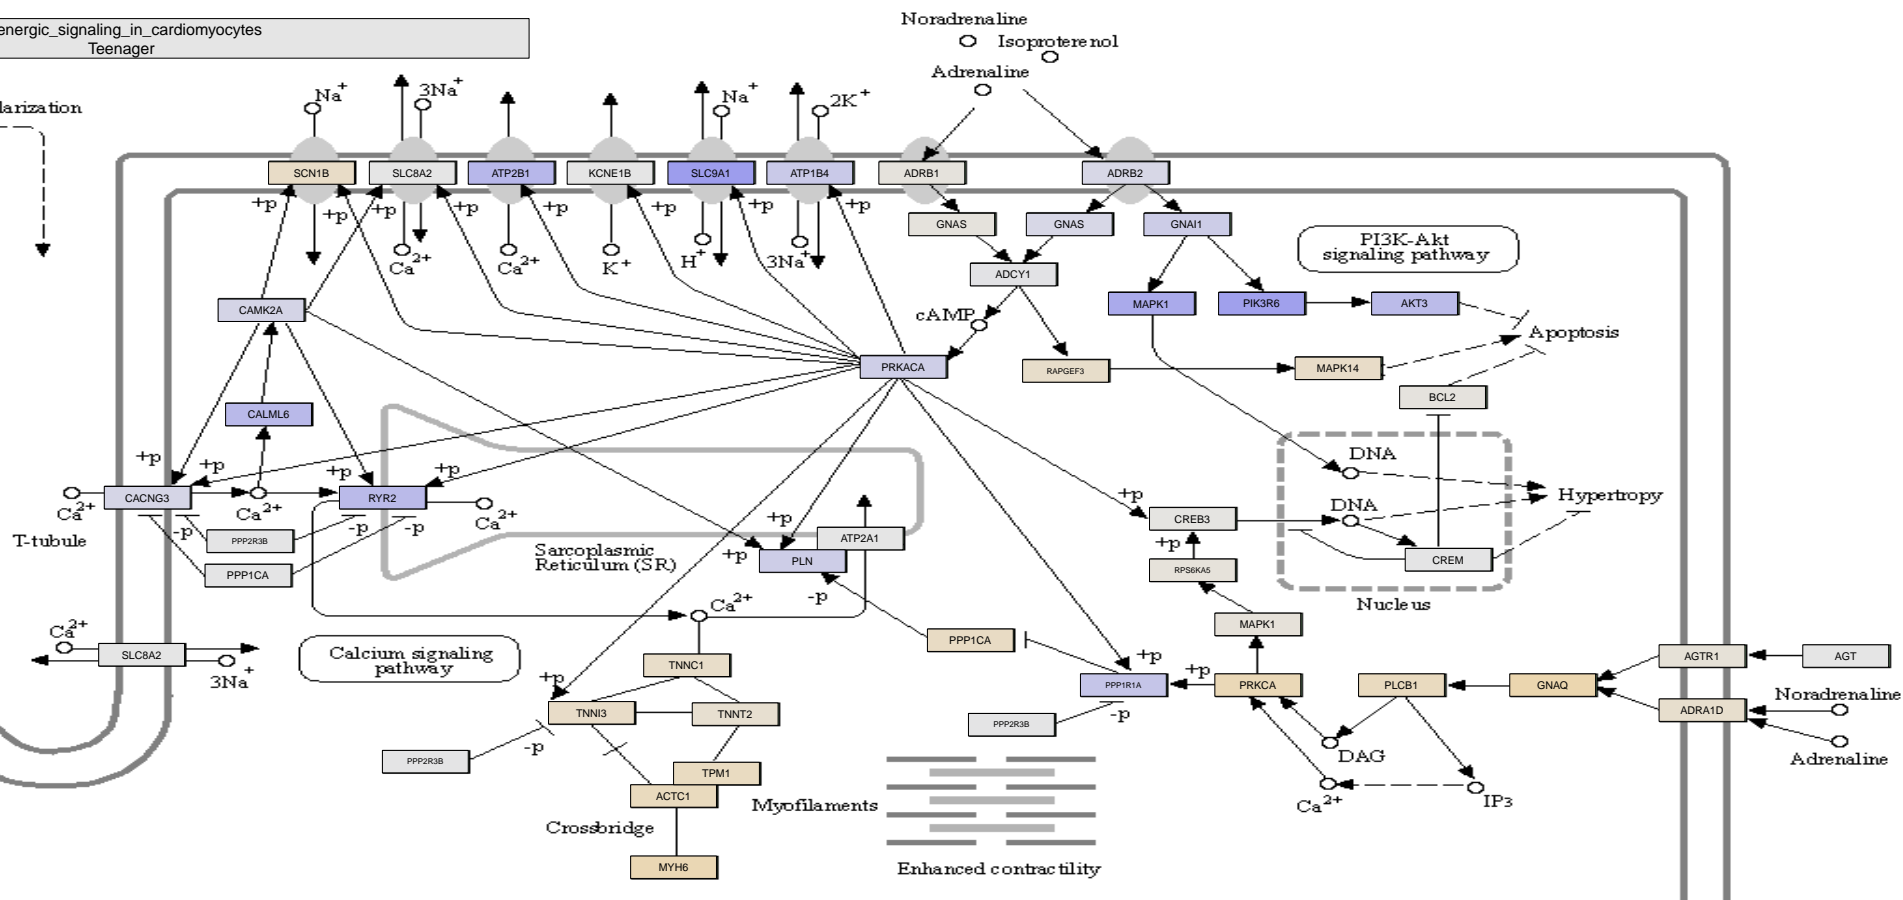 energic_signaling_in_cardiomyocytes
Teenager
Noradrenaline
Isoproterenol
Adrenaline
larization
Na+
3Na+
Na+
2K+
SCN1B
SLC8A2
ATP2B1
KCNE1B
SLC9A1
ATP1B4
ADRB1
ADRB2
+p
+p
+p
+p
+p
+p
+p
+p
GNAS
GNAS
GNAI1
Ca2+
Ca2+
K+
H+
3Na+
PI3K-Akt
signaling pathway
ADCY1
CAMK2A
cAMP
MAPK1
PIK3R6
AKT3
Apoptosis
PRKACA
RAPGEF3
MAPK14
BCL2
CALML6
+p
+p
+p
+p
DNA
CACNG3
RYR2
Ca2+
Ca2+
Ca2+
+p
DNA
Hypertropy
T-tubule
-p
-p
-p
PPP2R3B
PPP1CA
+p
+p
ATP2A1
PLN
CREB3
+p
CREM
RPS6KA5
Sarcoplasmic
Reticulum (SR)
-p
Nucleus
Ca2+
MAPK1
Ca2+
SLC8A2
3Na+
Calcium signaling
pathway
PPP1CA
TNNC1
+p
+p
+p
PPP1R1A
PRKCA
PLCB1
GNAQ
AGTR1
AGT
Noradrenaline
ADRA1D
TNNI3
TNNT2
PPP2R3B
-p
-p
PPP2R3B
DAG
Adrenaline
TPM1
ACTC1
Myofilaments
Ca2+
IP3
Crossbridge
MYH6
Enhanced contractility